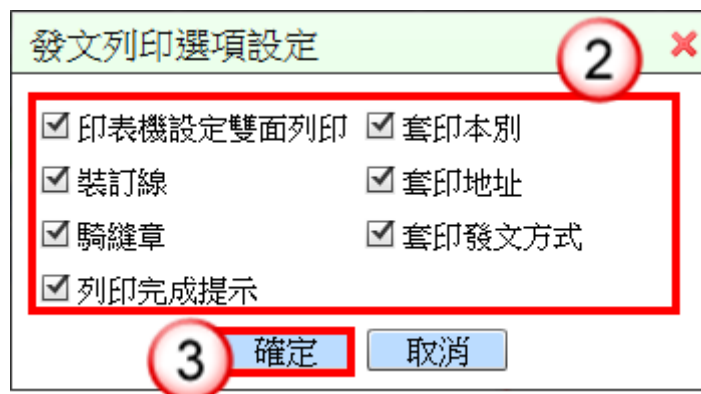 發文列印選項設定
2
印表機設定雙面列印 套印本別
裝訂線 套印地址
騎縫章 套印發文方式
列印完成提示
3 確定 取消